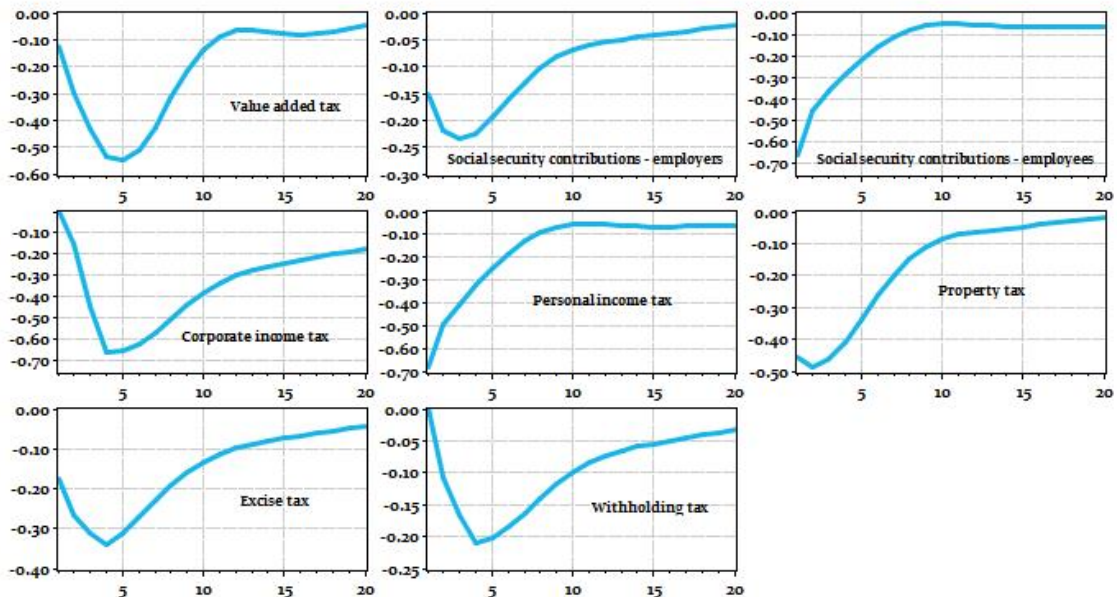 0.00 0.00 0.00
-0.10 -0.05 -0.10
-0.20 -0.10 -0.20
-0.30 -0.15 -0.30
-0.40 -0.20 -0.40
-0.50 -0.25 -0.50
-0.60 -0.30 -0.60
-0.70
Value added tax
Social security contributions - employers
Social security contributions - employees
5 10 15 20 5 10 15 20 5 10 15 20
-0.10 0.00 0.00
-0.20 -0.10 -0.10
-0.30 -0.20 -0.20
-0.40 -0.30 -0.30
-0.50 -0.40 -0.40
-0.60 -0.50 -0.50
-0.70 -0.60
-0.70
Corporate income tax
Personal income tax
Property tax
5 10 15 20 5 10 15 20 5 10 15 20
0.00 0.00
-0.10 -0.05
-0.20 -0.10
-0.30 -0.15
-0.40 -0.20
-0.25
Excise tax
Withholding tax
5 10 15 20 5 10 15 20